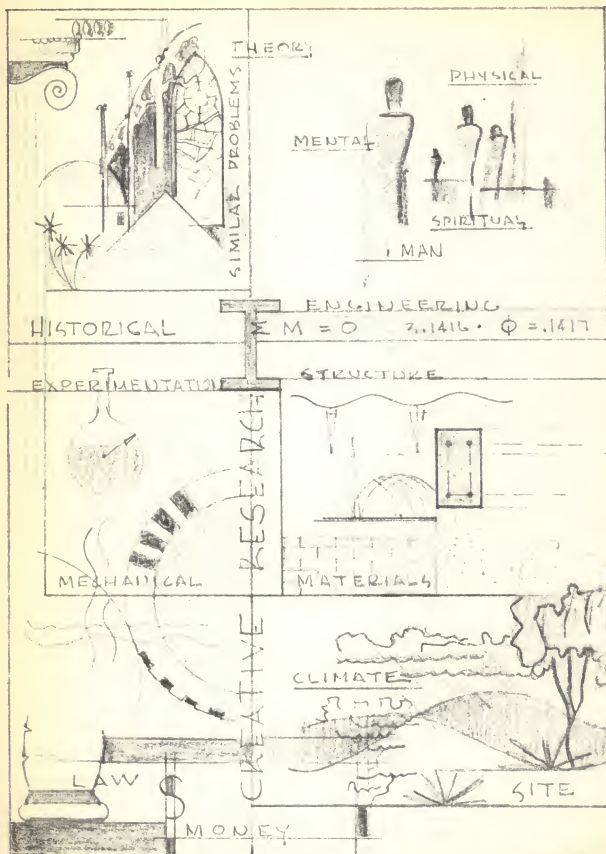 THEORY
SIMILAR PROBLEMS
PHYSICAL
MENTAL
SPIRITUAL
MAN
HISTORICAL
ENGINEERING
Σ M = 0 3.1416 · Φ = .1417
EXPERIMENTATION
STRUCTURE
CREATIVE RESEARCH
MECHANICAL
MATERIALS
CLIMATE
LAW
$
MONEY
SITE